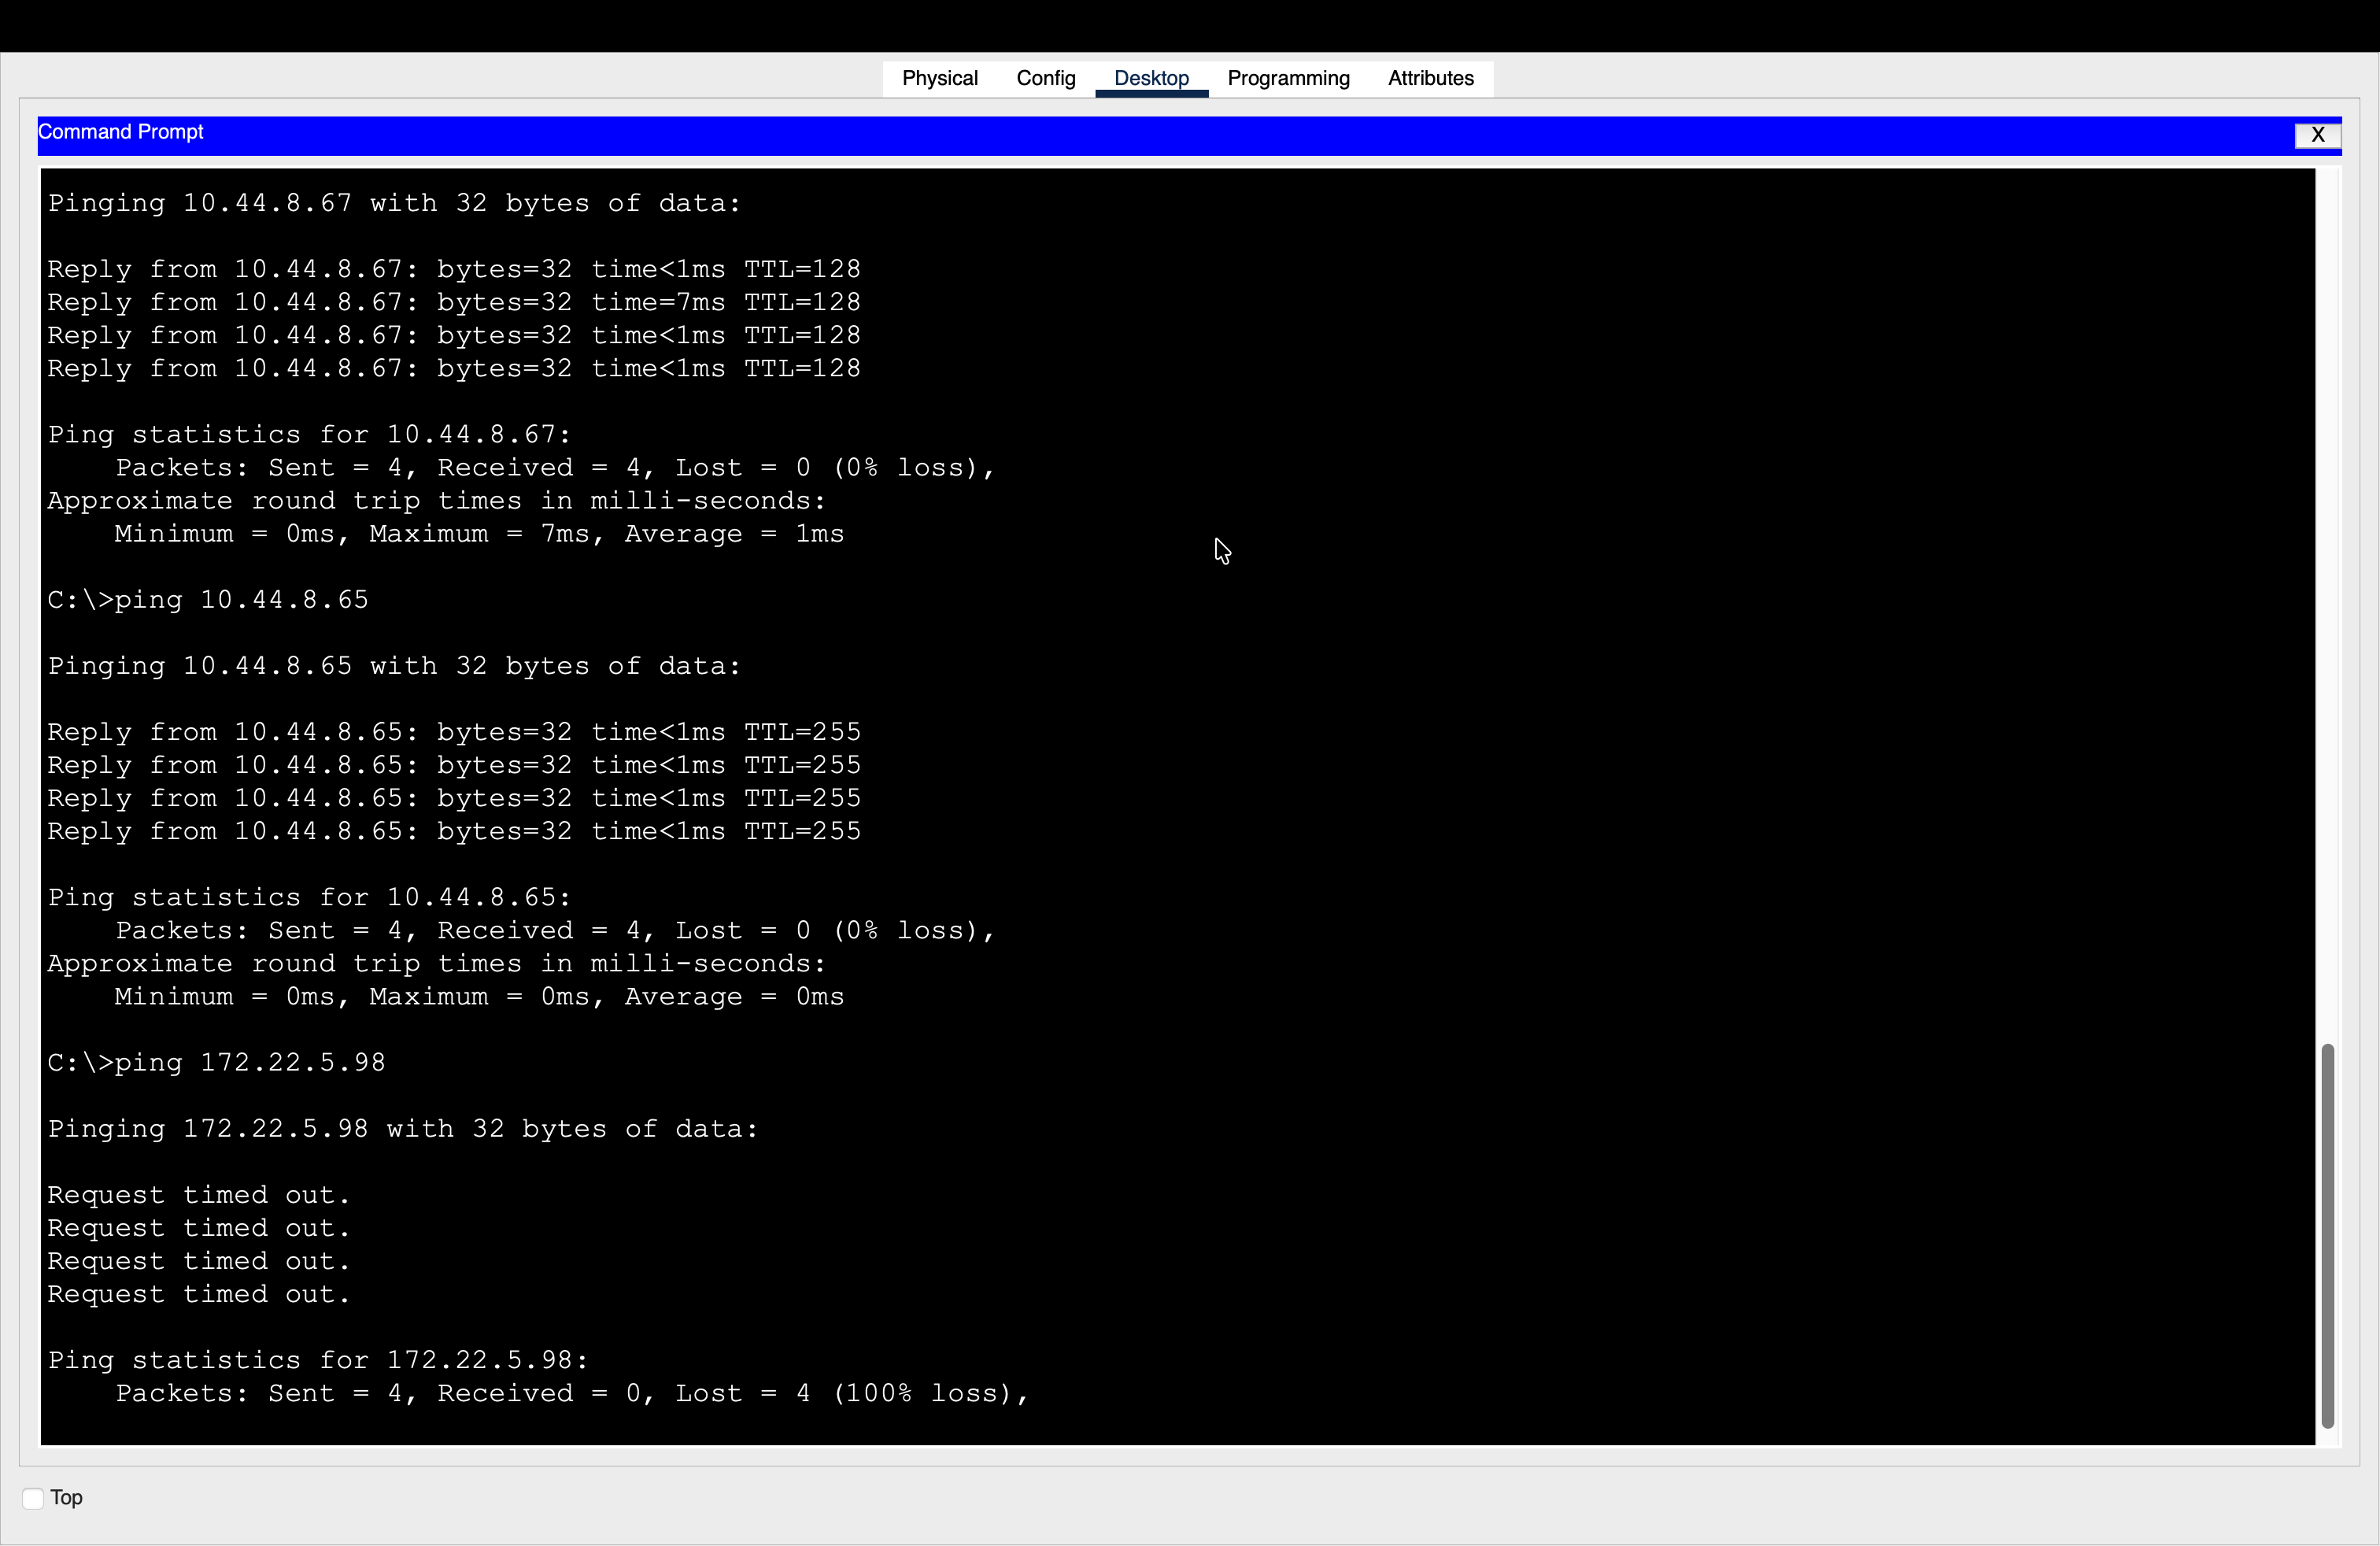 Physical Config Desktop Programming Attributes
Command Prompt X
Pinging 10.44.8.67 with 32 bytes of data:
Reply from 10.44.8.67: bytes=32 time<1ms TTL=128
Reply from 10.44.8.67: bytes=32 time=7ms TTL=128
Reply from 10.44.8.67: bytes=32 time<1ms TTL=128
Reply from 10.44.8.67: bytes=32 time<1ms TTL=128
Ping statistics for 10.44.8.67:
    Packets: Sent = 4, Received = 4, Lost = 0 (0% loss),
Approximate round trip times in milli-seconds:
    Minimum = 0ms, Maximum = 7ms, Average = 1ms
C:\>ping 10.44.8.65
Pinging 10.44.8.65 with 32 bytes of data:
Reply from 10.44.8.65: bytes=32 time<1ms TTL=255
Reply from 10.44.8.65: bytes=32 time<1ms TTL=255
Reply from 10.44.8.65: bytes=32 time<1ms TTL=255
Reply from 10.44.8.65: bytes=32 time<1ms TTL=255
Ping statistics for 10.44.8.65:
    Packets: Sent = 4, Received = 4, Lost = 0 (0% loss),
Approximate round trip times in milli-seconds:
    Minimum = 0ms, Maximum = 0ms, Average = 0ms
C:\>ping 172.22.5.98
Pinging 172.22.5.98 with 32 bytes of data:
Request timed out.
Request timed out.
Request timed out.
Request timed out.
Ping statistics for 172.22.5.98:
    Packets: Sent = 4, Received = 0, Lost = 4 (100% loss),
Top